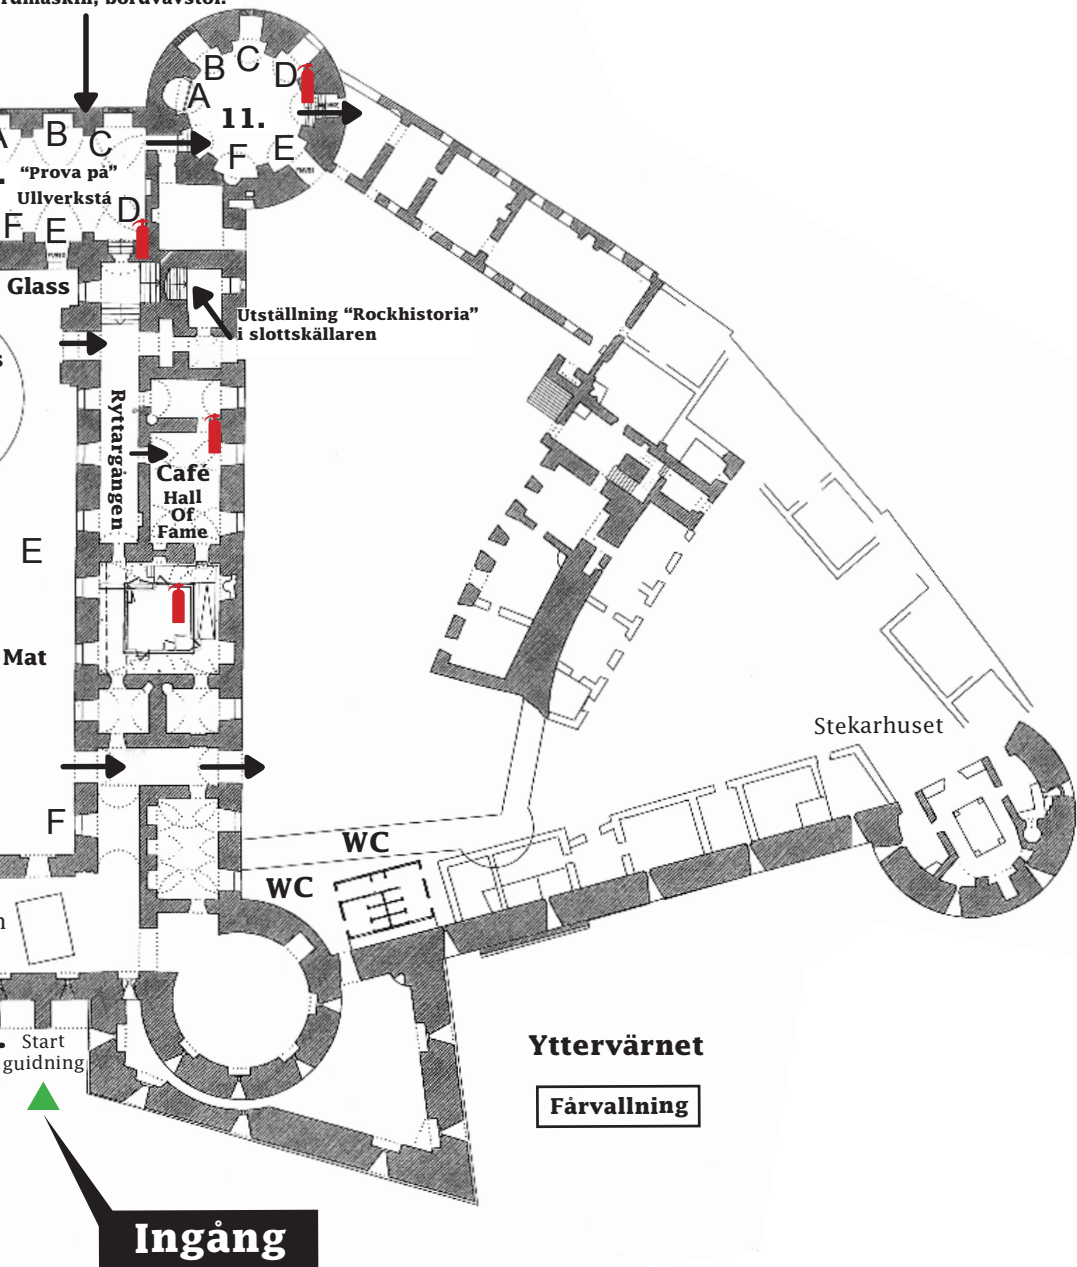 bordvävstol.
A
B
C
D
11.
E
F
A
B
C
"Prova på"
Ullverkstá
D
F
E
Glass
Utställning "Rockhistoria"
i slottskällaren
s
Ryttargången
Café
Hall
Of
Fame
E
Mat
Stekarhuset
F
WC
WC
n
Start
guidning
Yttervärnet
Fårvallning
Ingång